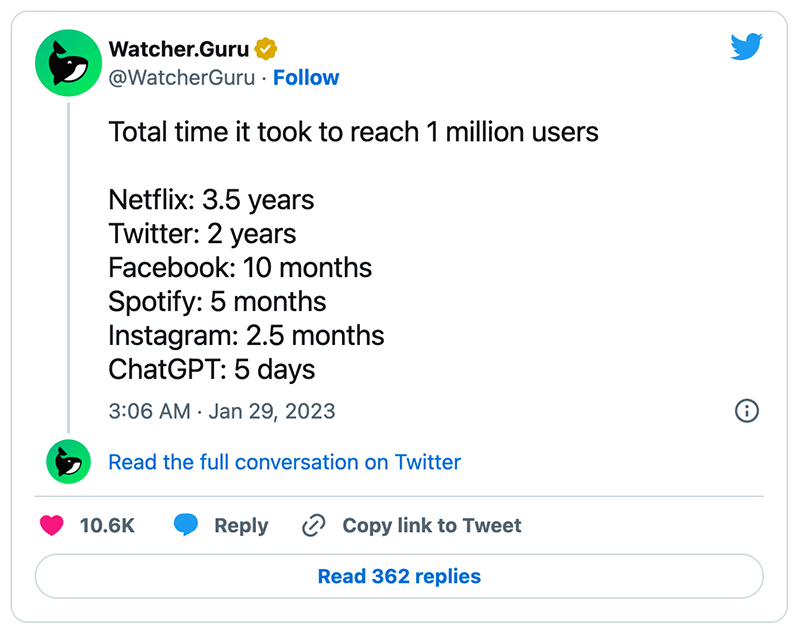 Watcher.Guru
@WatcherGuru · Follow
Total time it took to reach 1 million users
Netflix: 3.5 years
Twitter: 2 years
Facebook: 10 months
Spotify: 5 months
Instagram: 2.5 months
ChatGPT: 5 days
3:06 AM · Jan 29, 2023
Read the full conversation on Twitter
10.6K Reply Copy link to Tweet
Read 362 replies